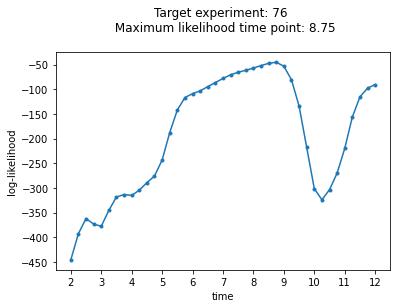 Target experiment: 76
Maximum likelihood time point: 8.75
−50
−100
−150
−200
−250
−300
−350
−400
−450
log-likelihood
2 3 4 5 6 7 8 9 10 11 12
time